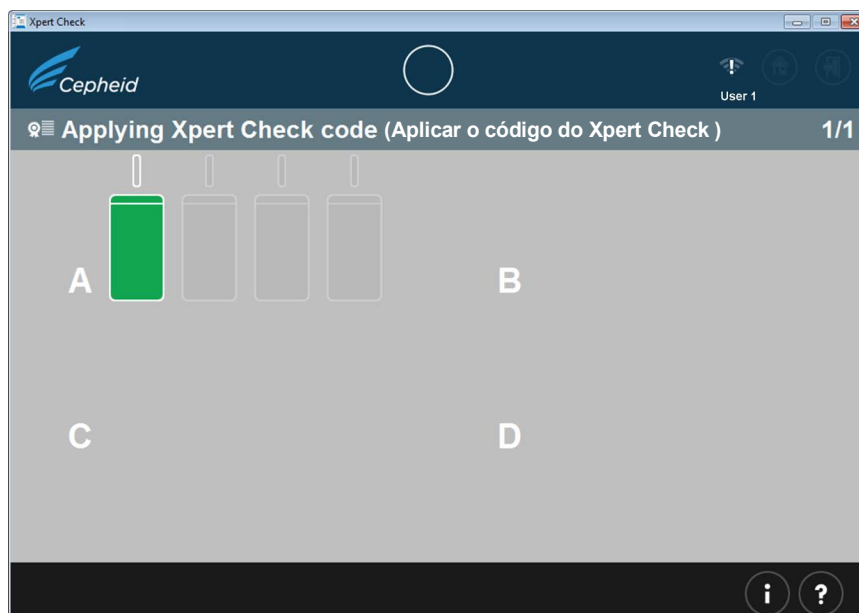 Xpert Check
Cepheid
User 1
Applying Xpert Check code (Aplicar o código do Xpert Check ) 1/1
A B
C D
i ?